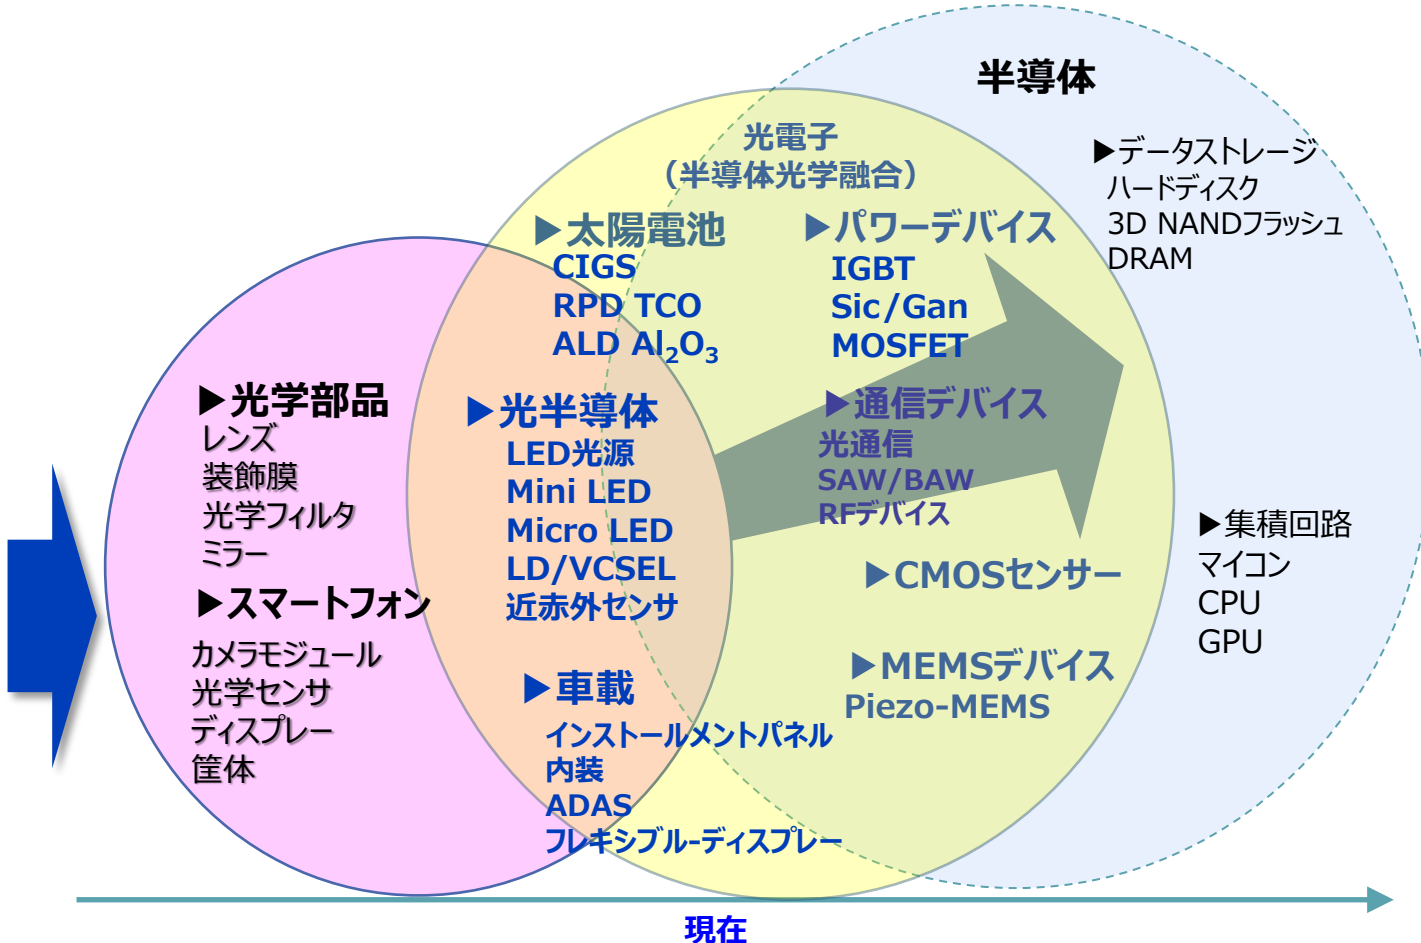 半導体
▶データストレージ
ハードディスク
3D NANDフラッシュ
DRAM
▶集積回路
マイコン
CPU
GPU
光電子
（半導体光学融合）
▶太陽電池
CIGS
RPD TCO
ALD Al₂O₃
▶パワーデバイス
IGBT
Sic/Gan
MOSFET
▶通信デバイス
光通信
SAW/BAW
RFデバイス
▶CMOSセンサー
▶MEMSデバイス
Piezo-MEMS
▶光半導体
LED光源
Mini LED
Micro LED
LD/VCSEL
近赤外センサ
▶車載
インストールメントパネル
内装
ADAS
フレキシブル-ディスプレー
▶光学部品
レンズ
装飾膜
光学フィルタ
ミラー
▶スマートフォン
カメラモジュール
光学センサ
ディスプレー
筐体
現在